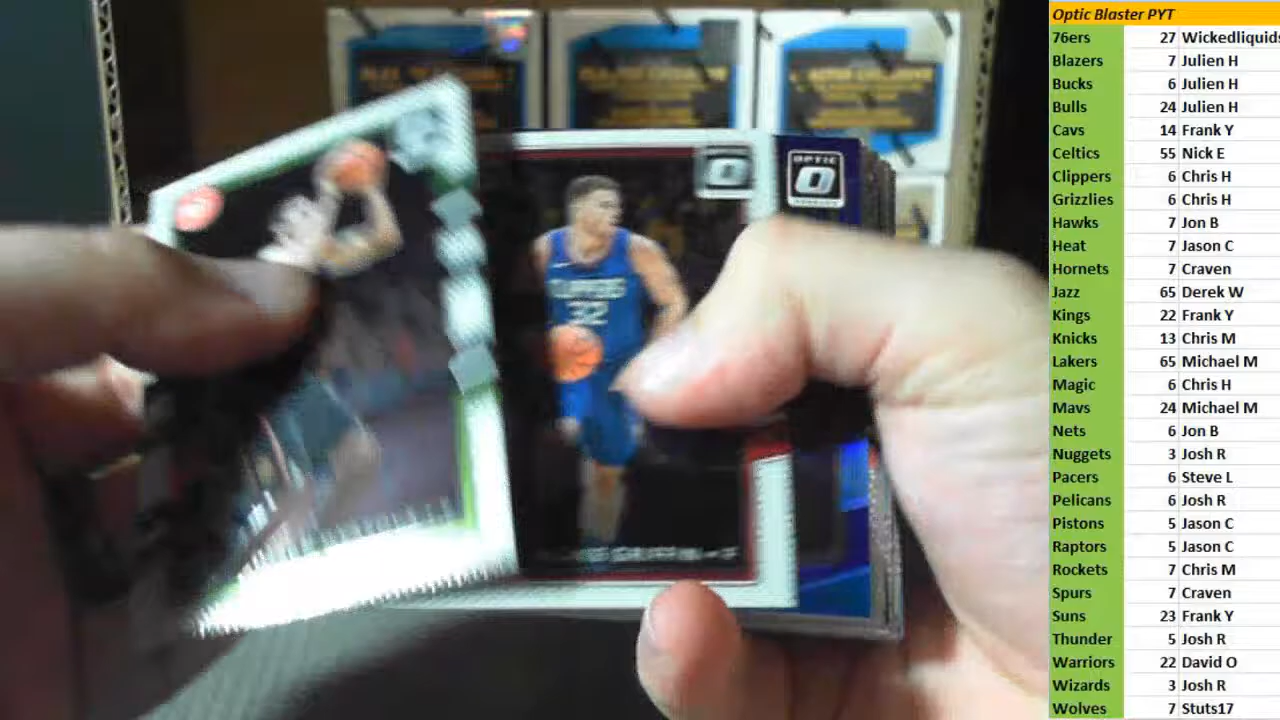 Optic Blaster PYT
76ers 27 Wickedliquids
Blazers 7 Julien H
Bucks 6 Julien H
Bulls 24 Julien H
Cavs 14 Frank Y
Celtics 55 Nick E
Clippers 6 Chris H
Grizzlies 6 Chris H
Hawks 7 Jon B
Heat 7 Jason C
Hornets 7 Craven
Jazz 65 Derek W
Kings 22 Frank Y
Knicks 13 Chris M
Lakers 65 Michael M
Magic 6 Chris H
Mavs 24 Michael M
Nets 6 Jon B
Nuggets 3 Josh R
Pacers 6 Steve L
Pelicans 6 Josh R
Pistons 5 Jason C
Raptors 5 Jason C
Rockets 7 Chris M
Spurs 7 Craven
Suns 23 Frank Y
Thunder 5 Josh R
Warriors 22 David O
Wizards 3 Josh R
Wolves 7 Stuts17
OPTIC
O
CLIPPERS
32
GRIFFIN